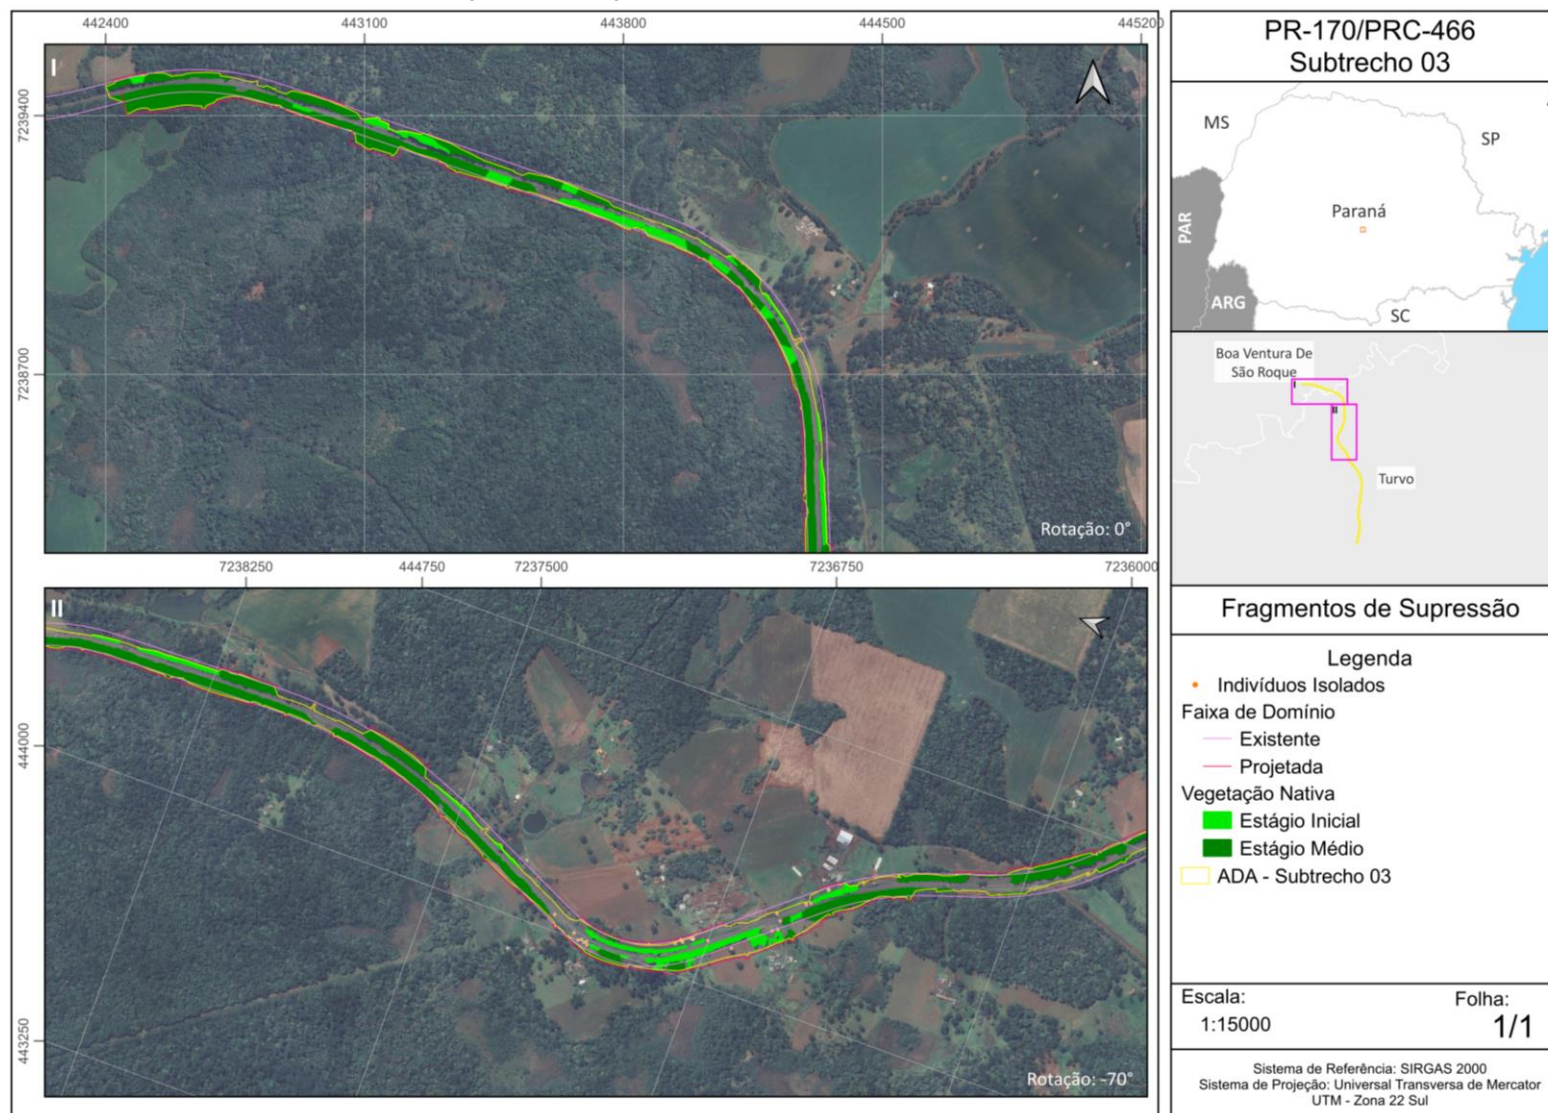 442400
443100
443800
444500
445200
I
7239400
7238700
Rotação: 0°
7238250
444750
7237500
7236750
7236000
II
444000
443250
Rotação: -70°
PR-170/PRC-466
Subtrecho 03
MS
SP
PAR
Paraná
ARG
SC
Boa Ventura De
São Roque
I
II
Turvo
Fragmentos de Supressão
Legenda
Indivíduos Isolados
Faixa de Domínio
Existente
Projetada
Vegetação Nativa
Estágio Inicial
Estágio Médio
ADA - Subtrecho 03
Escala:
1:15000
Folha:
1/1
Sistema de Referência: SIRGAS 2000
Sistema de Projeção: Universal Transversa de Mercator
UTM - Zona 22 Sul